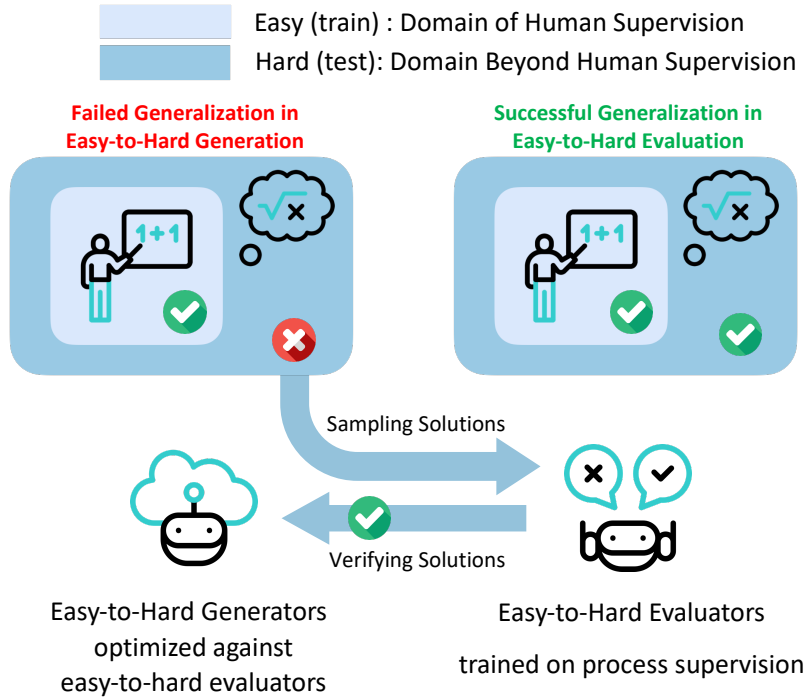 Easy (train) : Domain of Human Supervision
Hard (test): Domain Beyond Human Supervision
Failed Generalization in
Easy-to-Hard Generation
Successful Generalization in
Easy-to-Hard Evaluation
1+1
√x
1+1
√x
Sampling Solutions
Verifying Solutions
Easy-to-Hard Generators
optimized against
easy-to-hard evaluators
Easy-to-Hard Evaluators
trained on process supervision